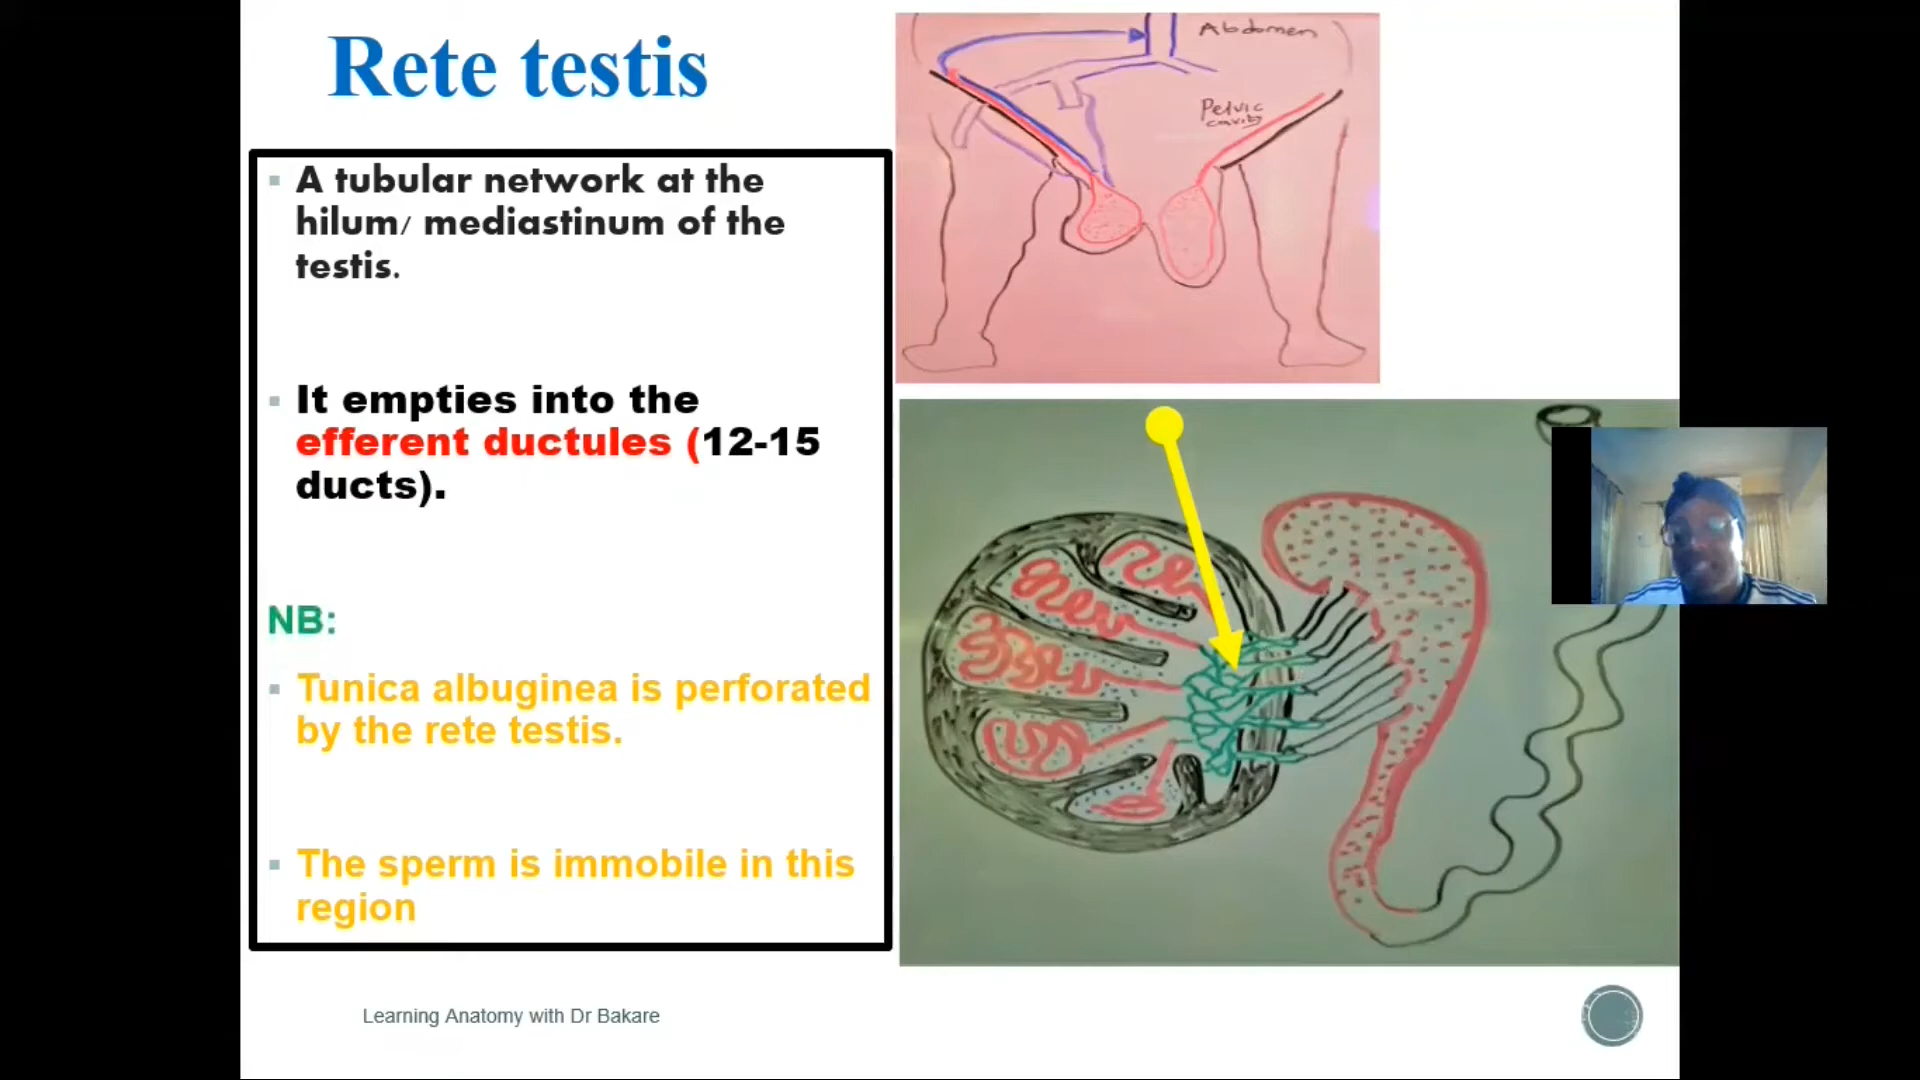 Rete testis
A tubular network at the
hilum/ mediastinum of the
testis.
It empties into the
efferent ductules (12-15
ducts).
NB:
Tunica albuginea is perforated
by the rete testis.
The sperm is immobile in this
region
Abdomen
Pelvic
cavity
Learning Anatomy with Dr Bakare